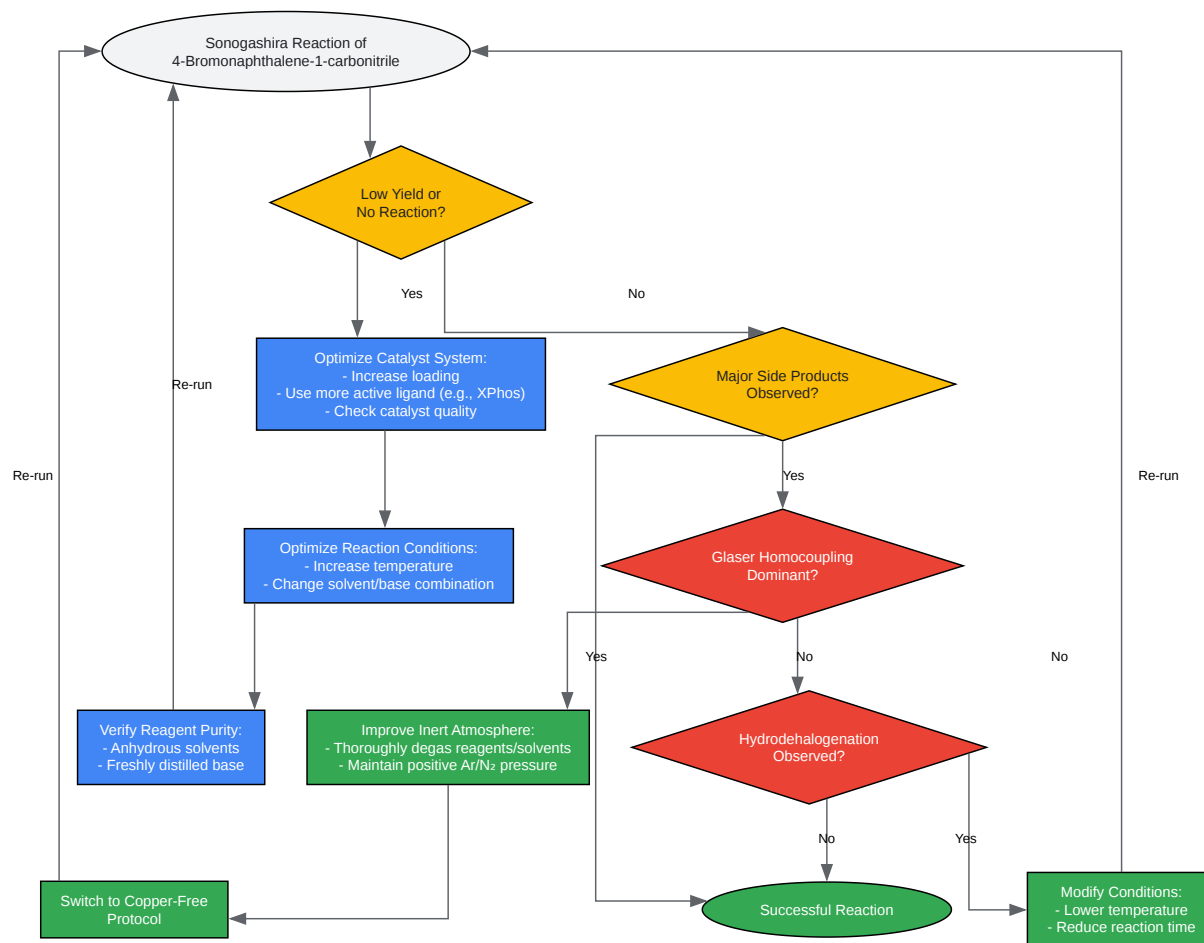 Sonogashira Reaction of
4-Bromonaphthalene-1-carbonitrile
Low Yield or
No Reaction?
Yes
No
Optimize Catalyst System:
- Increase loading
- Use more active ligand (e.g., XPhos)
- Check catalyst quality
Major Side Products
Observed?
Re-run
Re-run
Yes
Re-run
Optimize Reaction Conditions:
- Increase temperature
- Change solvent/base combination
Glaser Homocoupling
Dominant?
Yes
No
No
Verify Reagent Purity:
- Anhydrous solvents
- Freshly distilled base
Improve Inert Atmosphere:
- Thoroughly degas reagents/solvents
- Maintain positive Ar/N₂ pressure
Hydrodehalogenation
Observed?
No
Yes
Switch to Copper-Free
Protocol
Successful Reaction
Modify Conditions:
- Lower temperature
- Reduce reaction time